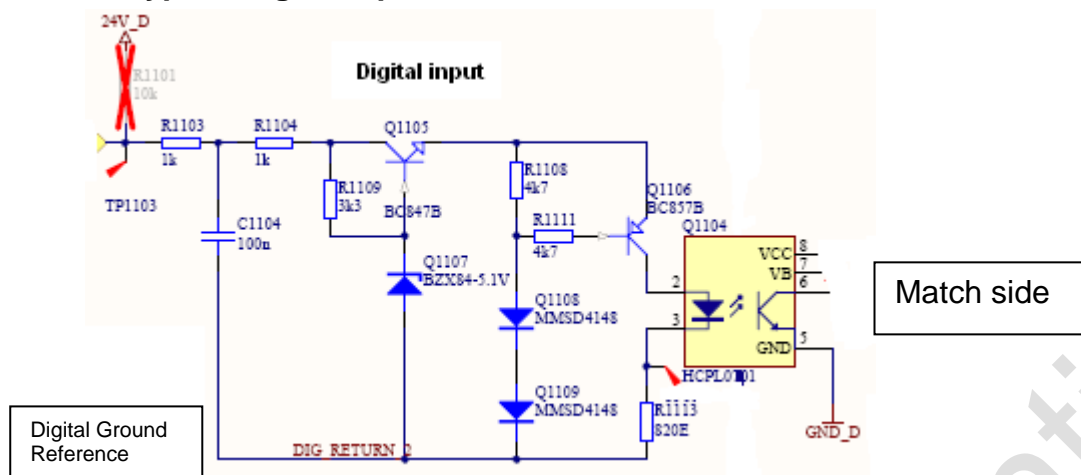 24V_D
R1101
10k
Digital input
R1103
1k
R1104
1k
Q1105
BC847B
R1109
3k3
TP1103
C1104
100n
Q1107
BZX84-5.1V
R1108
4k7
R1111
4k7
Q1106
BC857B
Q1108
MMSD4148
Q1109
MMSD4148
Q1104
VCC 8
VB 7
6
2
3
GND 5
R1113
820E
GND_D
Match side
Digital Ground
Reference
DIG_RETURN_2